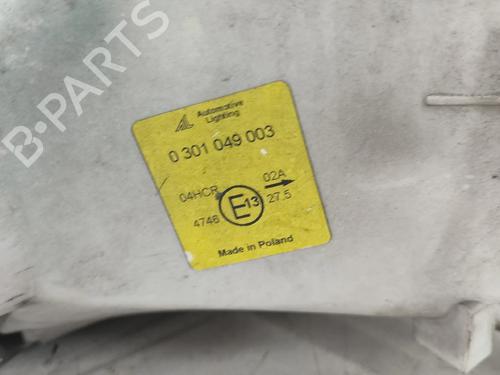 B-PARTS
Automotive
Lighting
0 301 049 003
04HCR
02A
4746
E13
27.5
Made in Poland